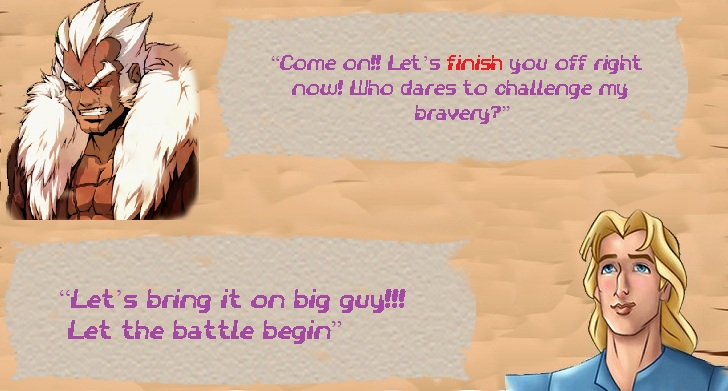 “Come on!! Let's finish you off right
now! Who dares to challenge my
bravery?”
“Let's bring it on big guy!!!
Let the battle begin”